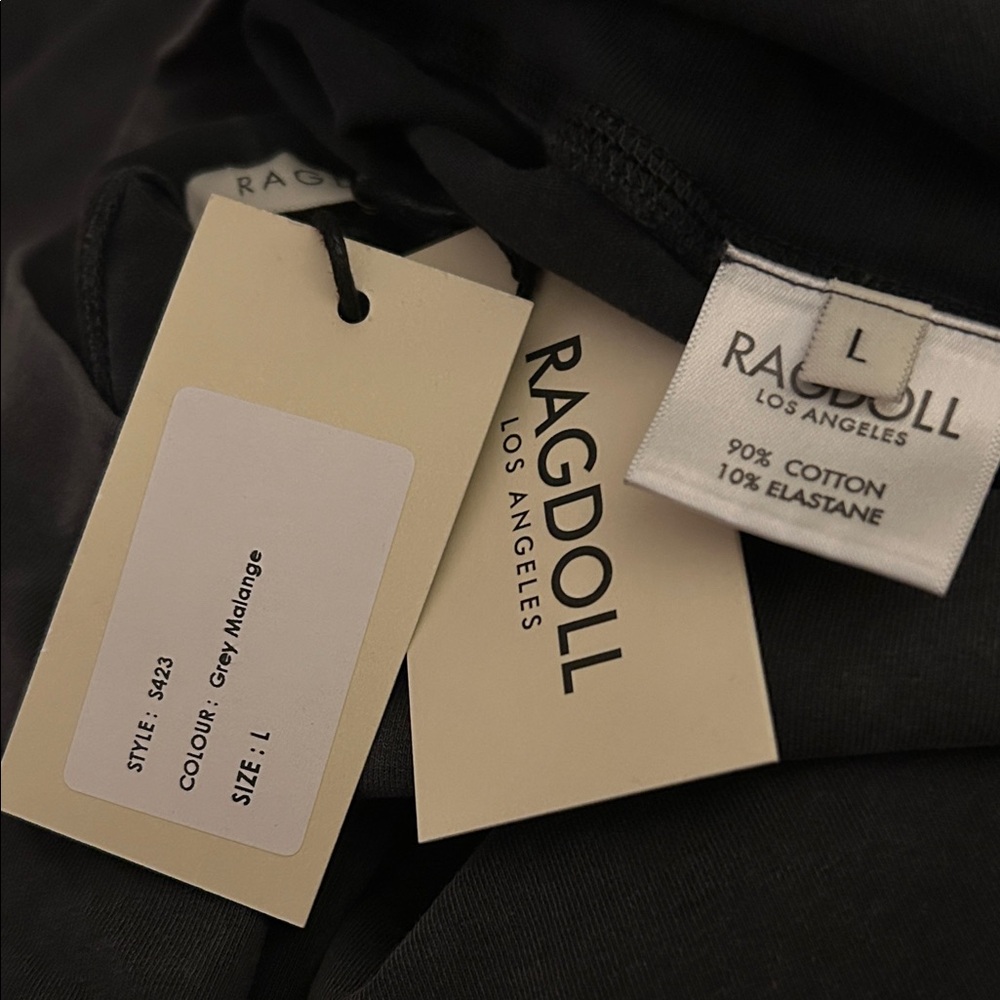 RAG
STYLE: S423
COLOUR: Grey Malange
SIZE: L
RAGDOLL
LOS ANGELES
L
RAGDOLL
LOS ANGELES
90% COTTON
10% ELASTANE